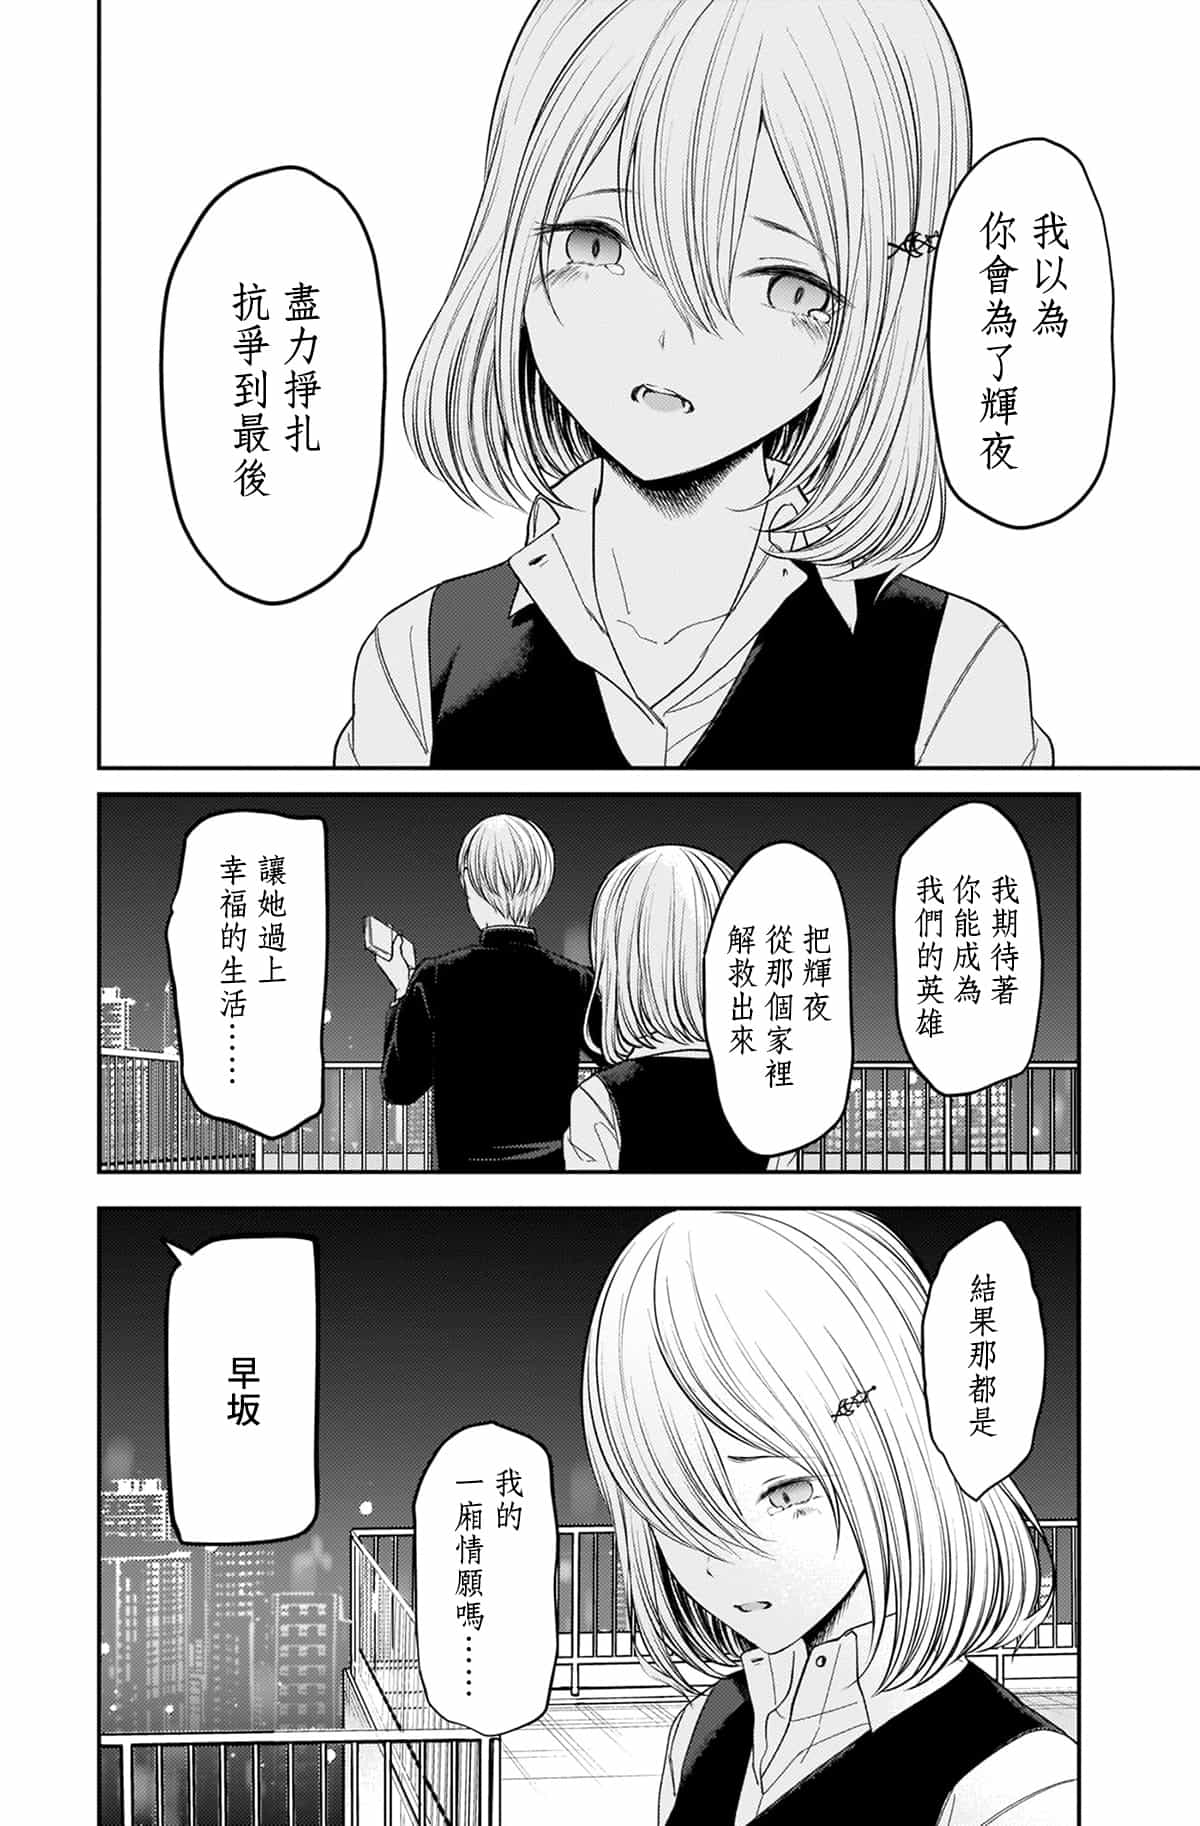 我以為
你會為了輝夜
盡力掙扎
抗爭到最後
我期待著
你能成為
我們的英雄
把輝夜
從那個家裡
解救出來
讓她過上
幸福的生活……
結果那都是
我的
一廂情願嗎……
早坂